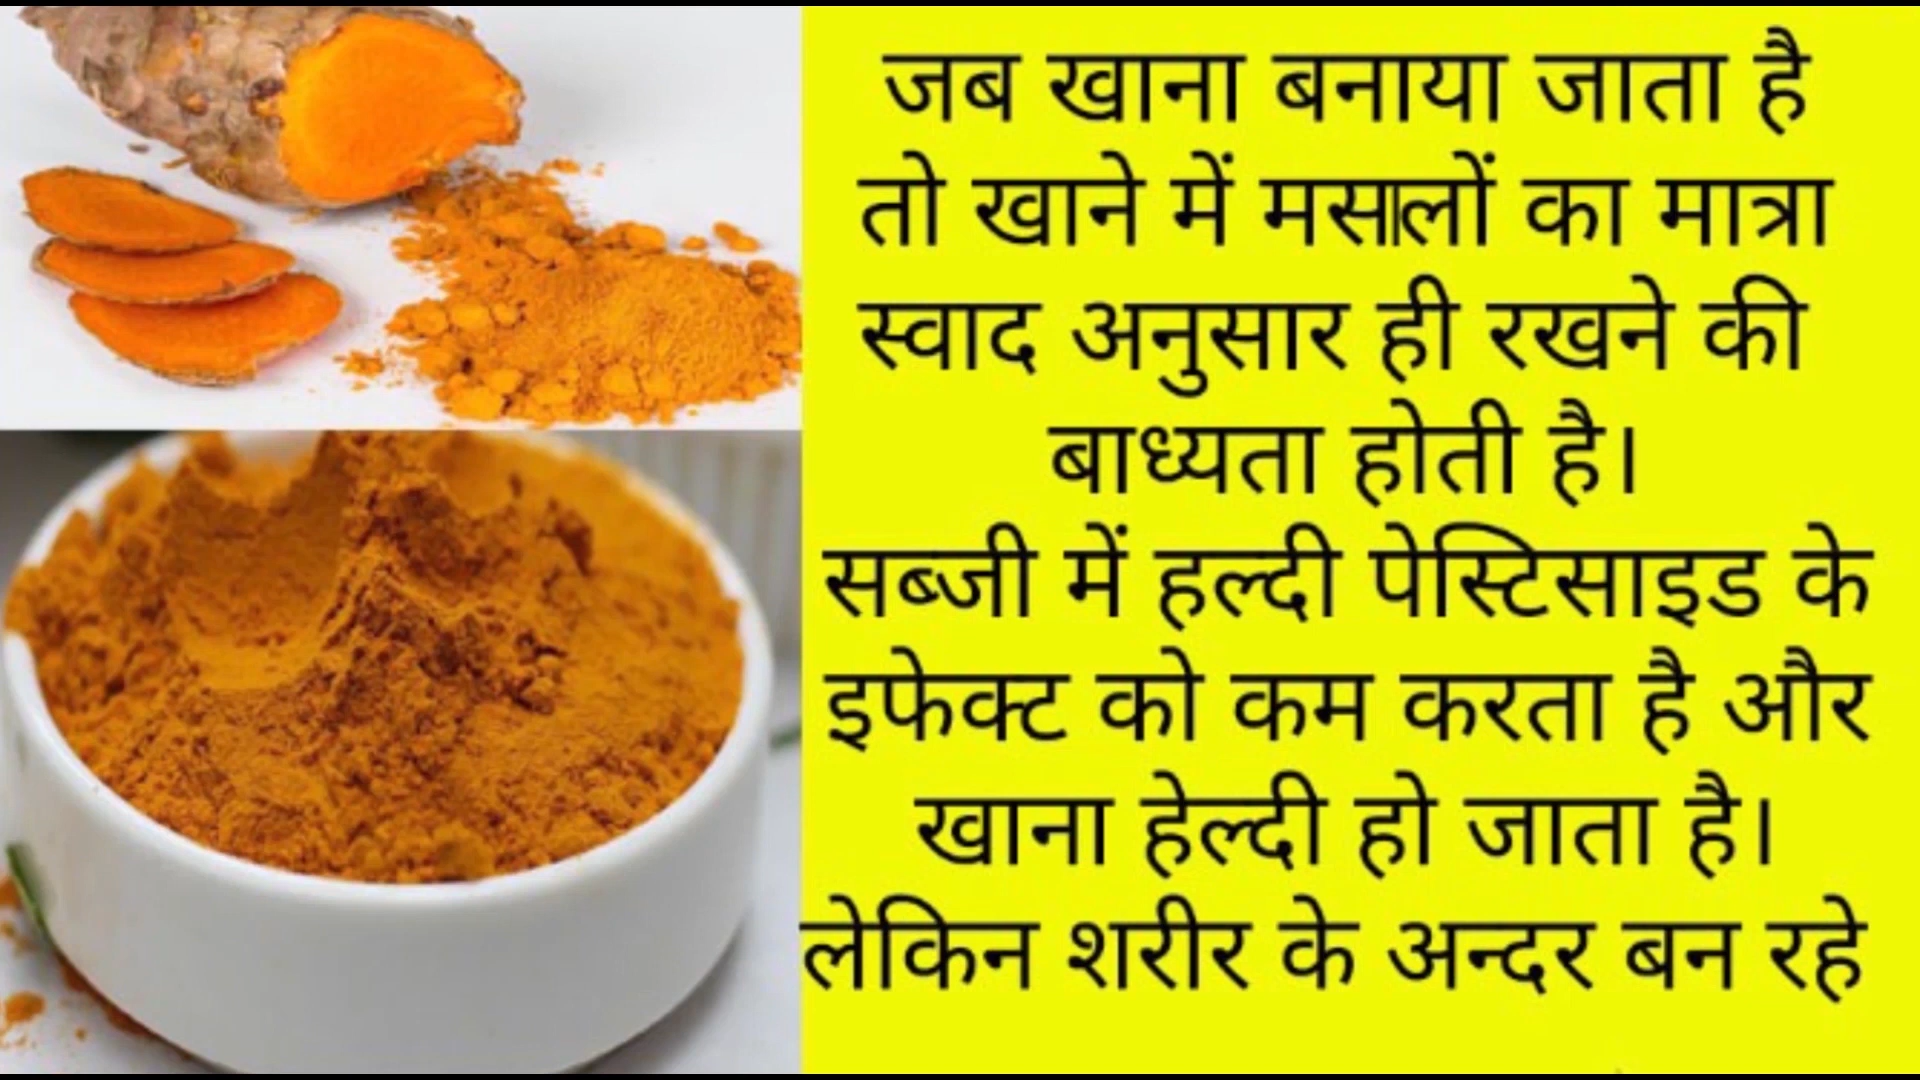 जब खाना बनाया जाता है
तो खाने में मसालों का मात्रा
स्वाद अनुसार ही रखने की
बाध्यता होती है।
सब्जी में हल्दी पेस्टिसाइड के
इफेक्ट को कम करता है और
खाना हेल्दी हो जाता है।
लेकिन शरीर के अन्दर बन रहे